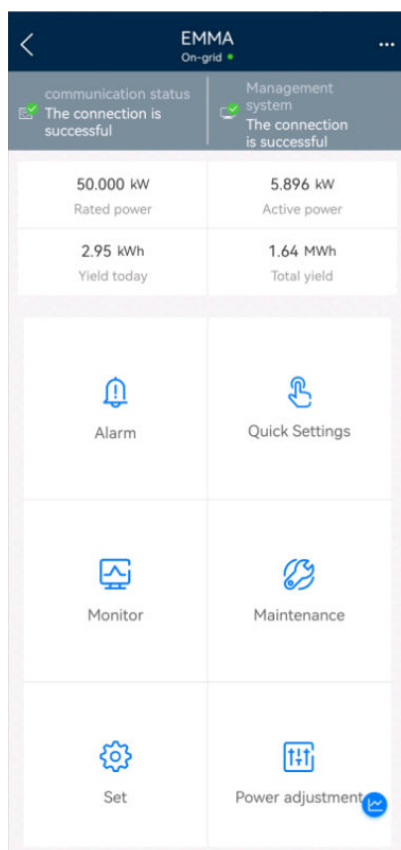 EMMA
On-grid
communication status
The connection is
successful
Management
system
The connection
is successful
50.000 kW
Rated power
5.896 kW
Active power
2.95 kWh
Yield today
1.64 MWh
Total yield
Alarm
Quick Settings
Monitor
Maintenance
Set
Power adjustment